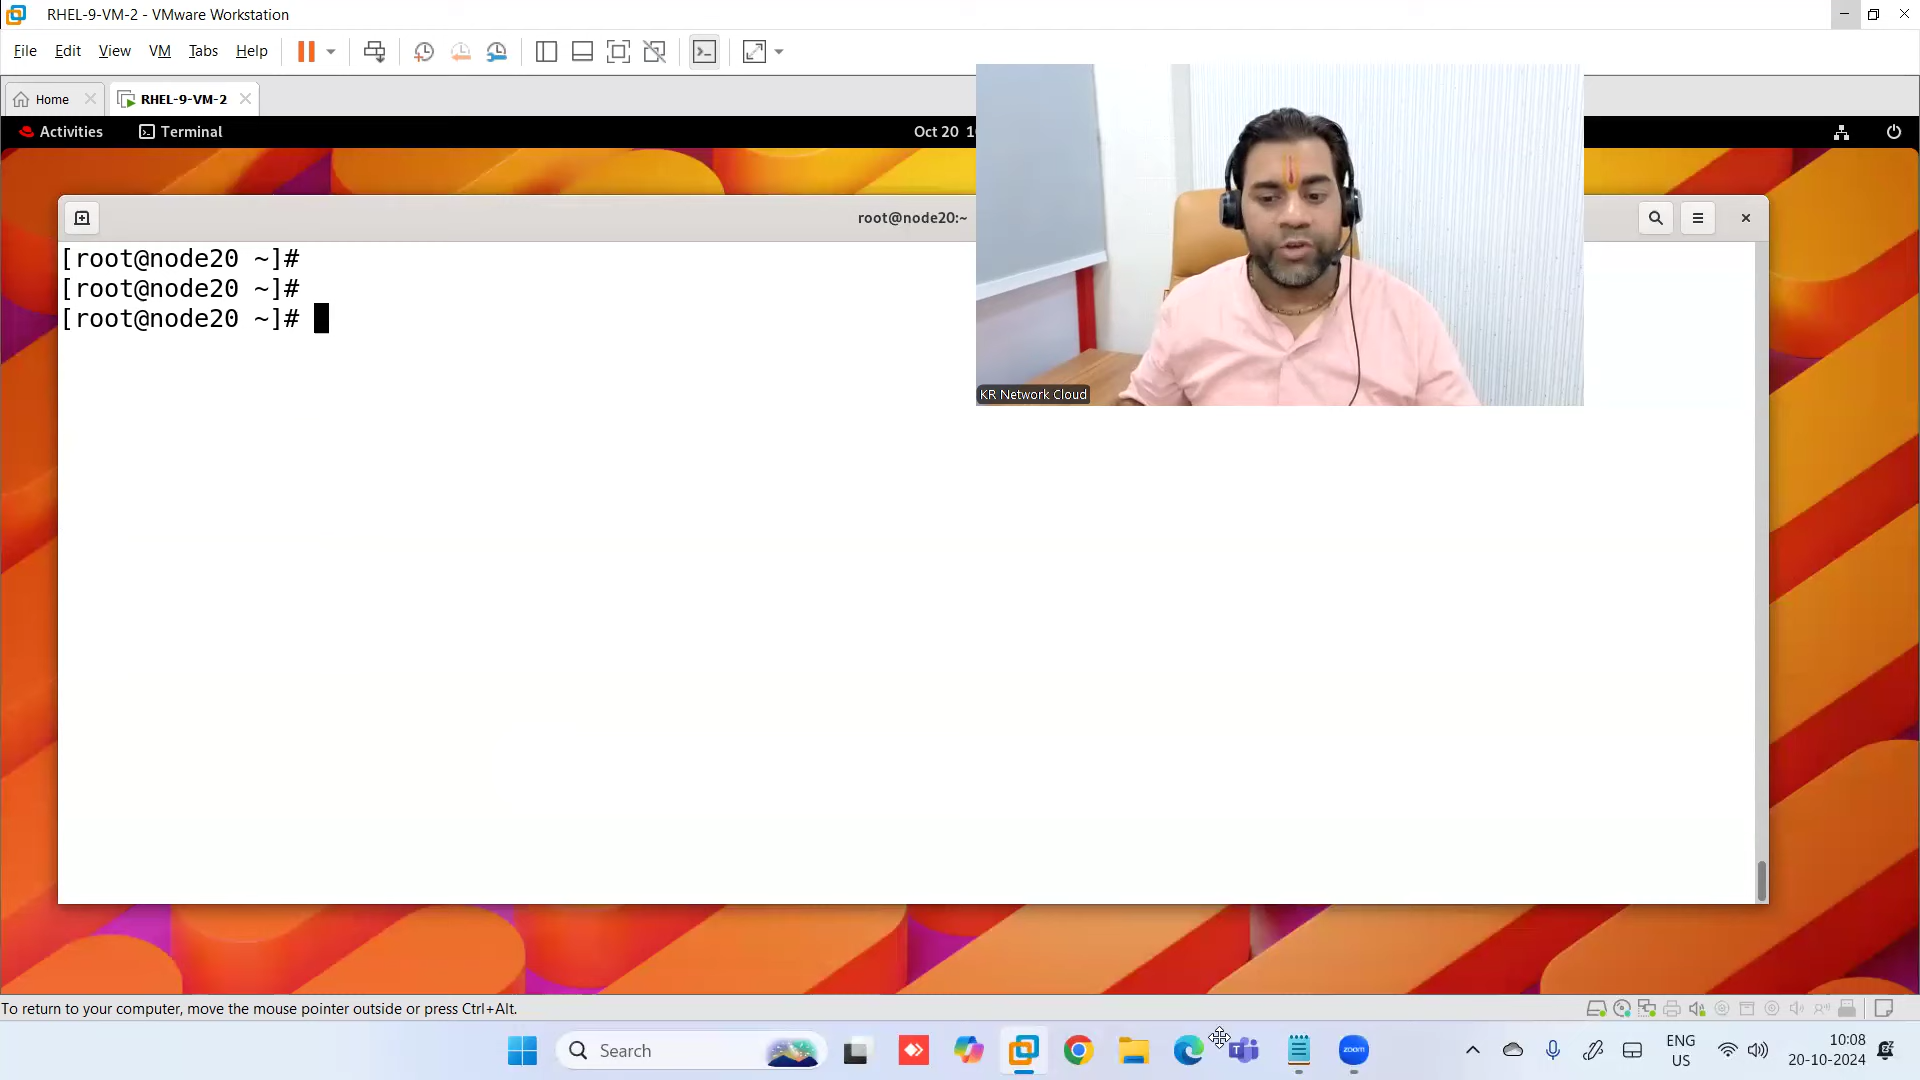 RHEL-9-VM-2 - VMware Workstation
File Edit View VM Tabs Help
Home RHEL-9-VM-2
Activities Terminal Oct 20 1
root@node20:~
[root@node20 ~]#
[root@node20 ~]#
[root@node20 ~]#
KR Network Cloud
To return to your computer, move the mouse pointer outside or press Ctrl+Alt.
Search
zoom
ENG
US
10:08
20-10-2024